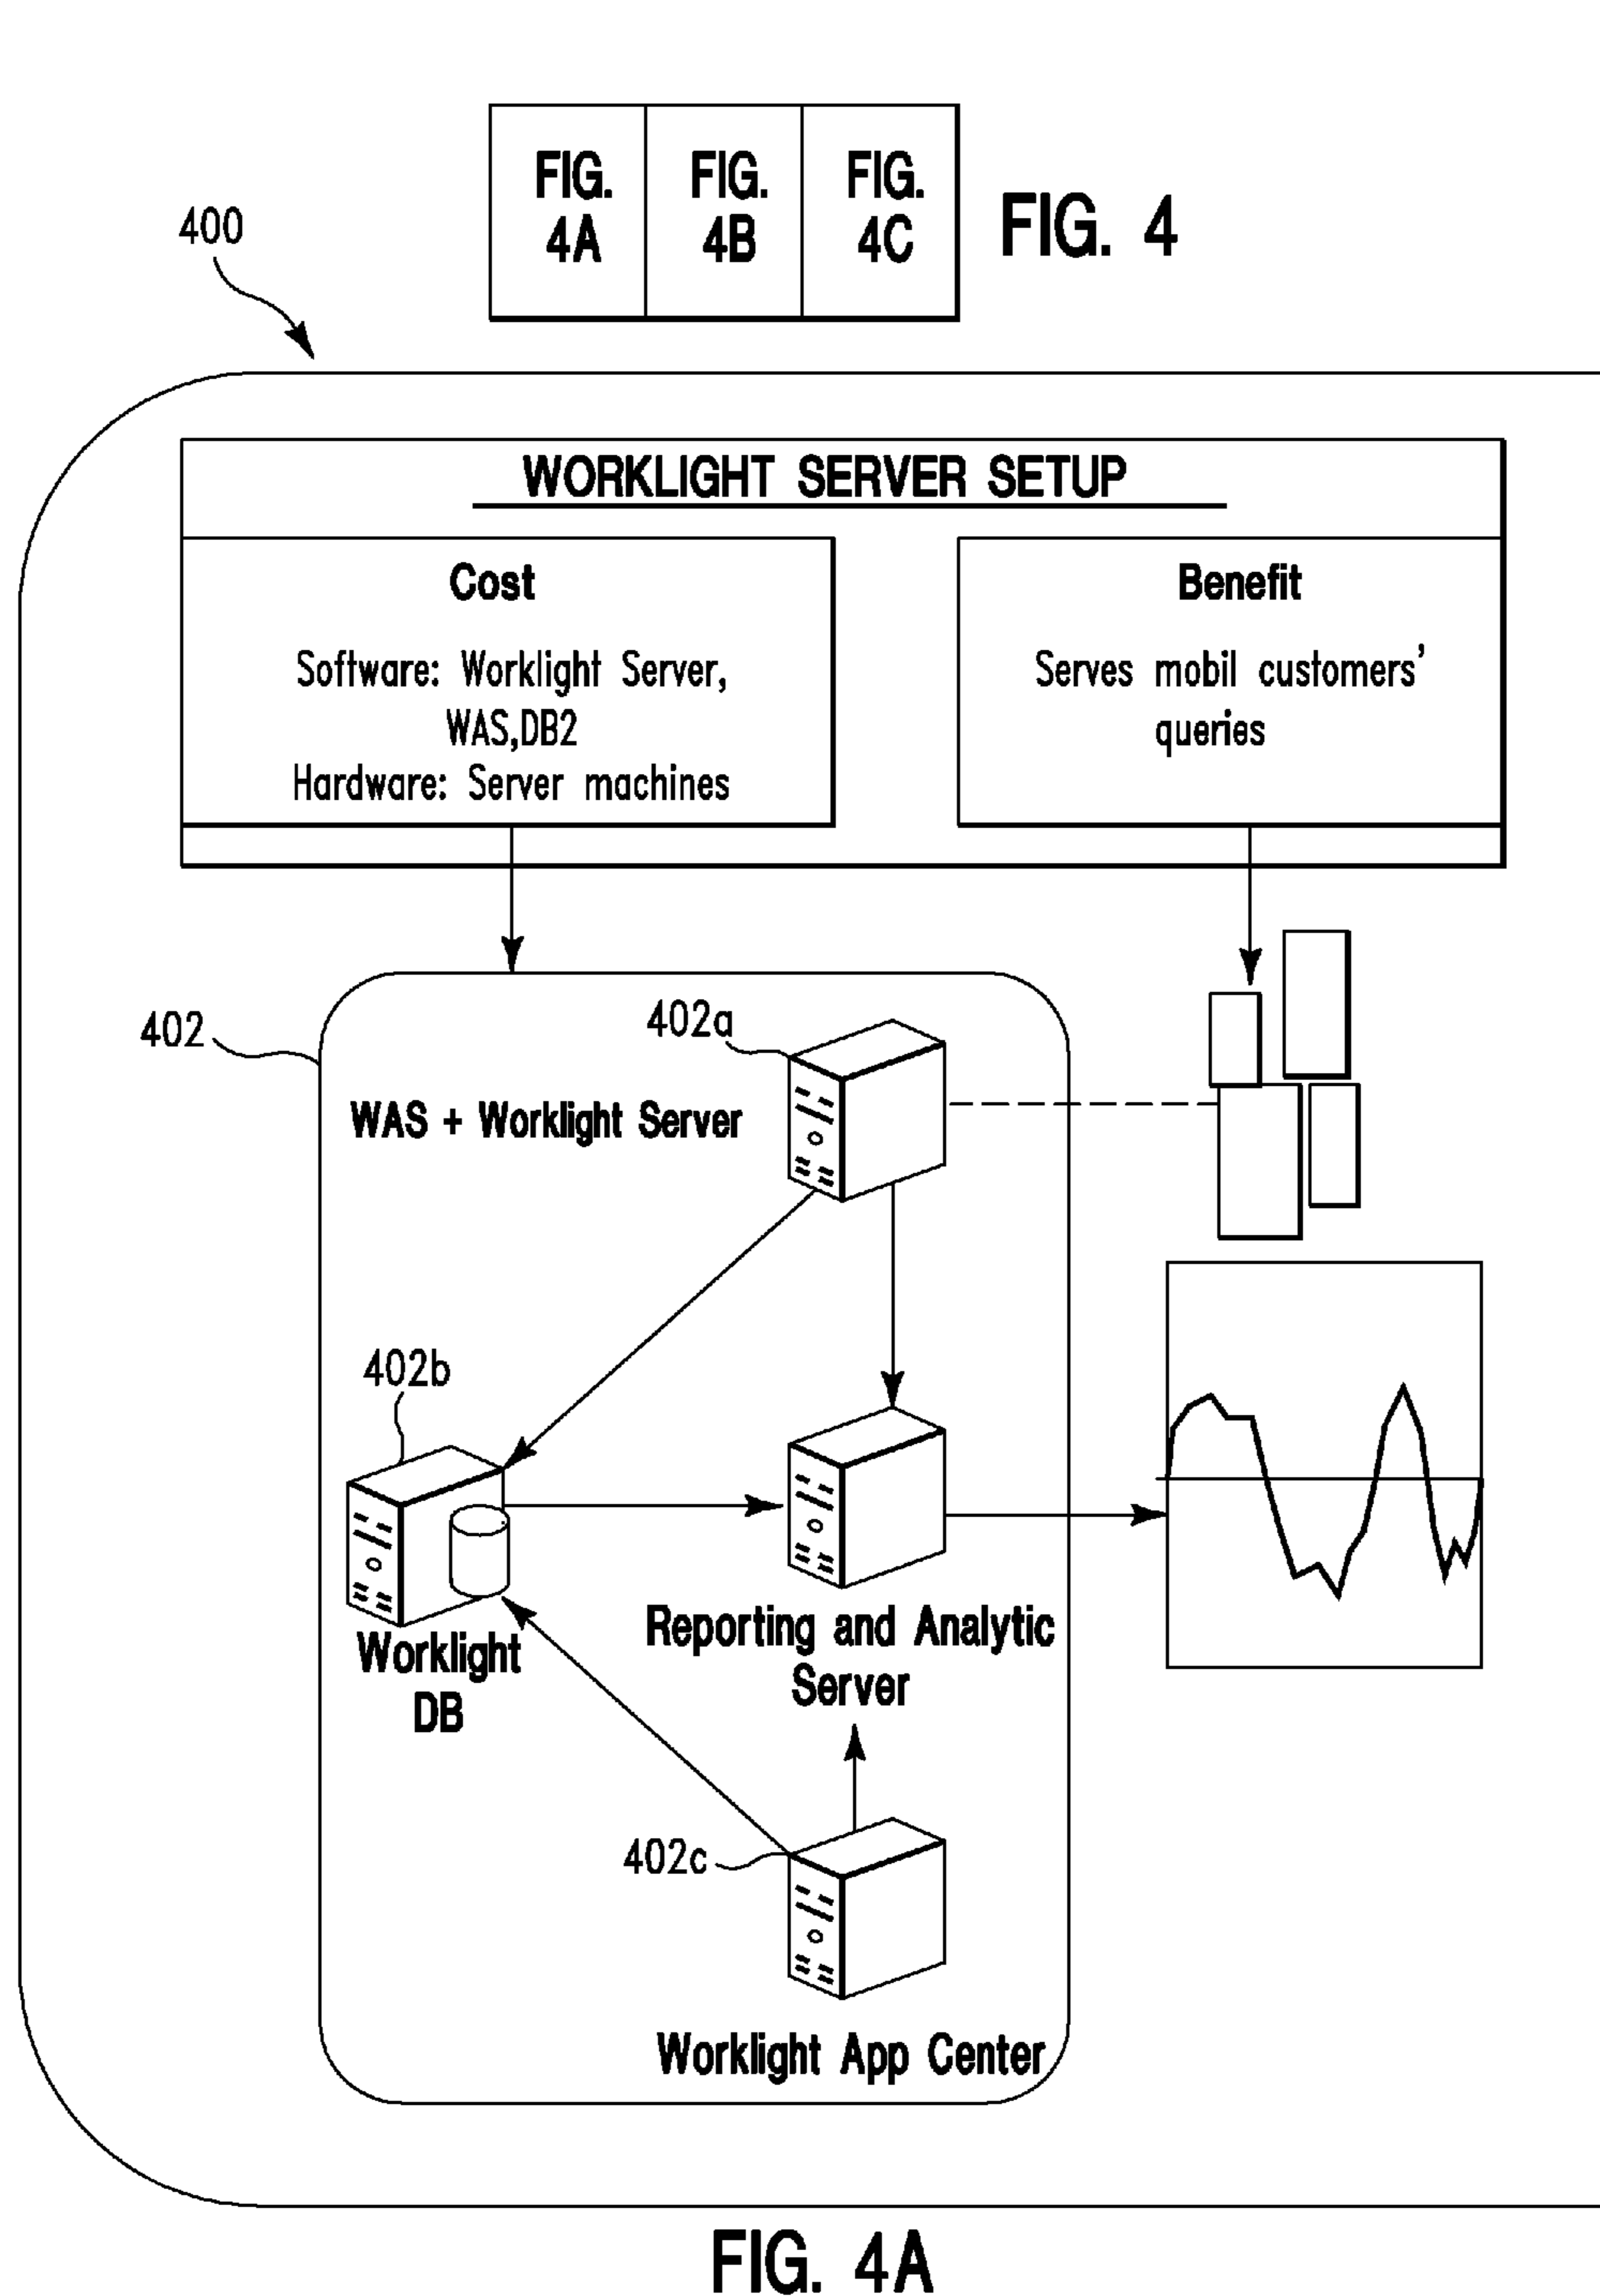 FIG.
4A
FIG.
4B
FIG.
4C
FIG. 4
400
WORKLIGHT SERVER SETUP
Cost
Software: Worklight Server,
WAS,DB2
Hardware: Server machines
Benefit
Serves mobil customers'
queries
402
402a
WAS + Worklight Server
402b
Worklight
DB
Reporting and Analytic
Server
402c
Worklight App Center
FIG. 4A